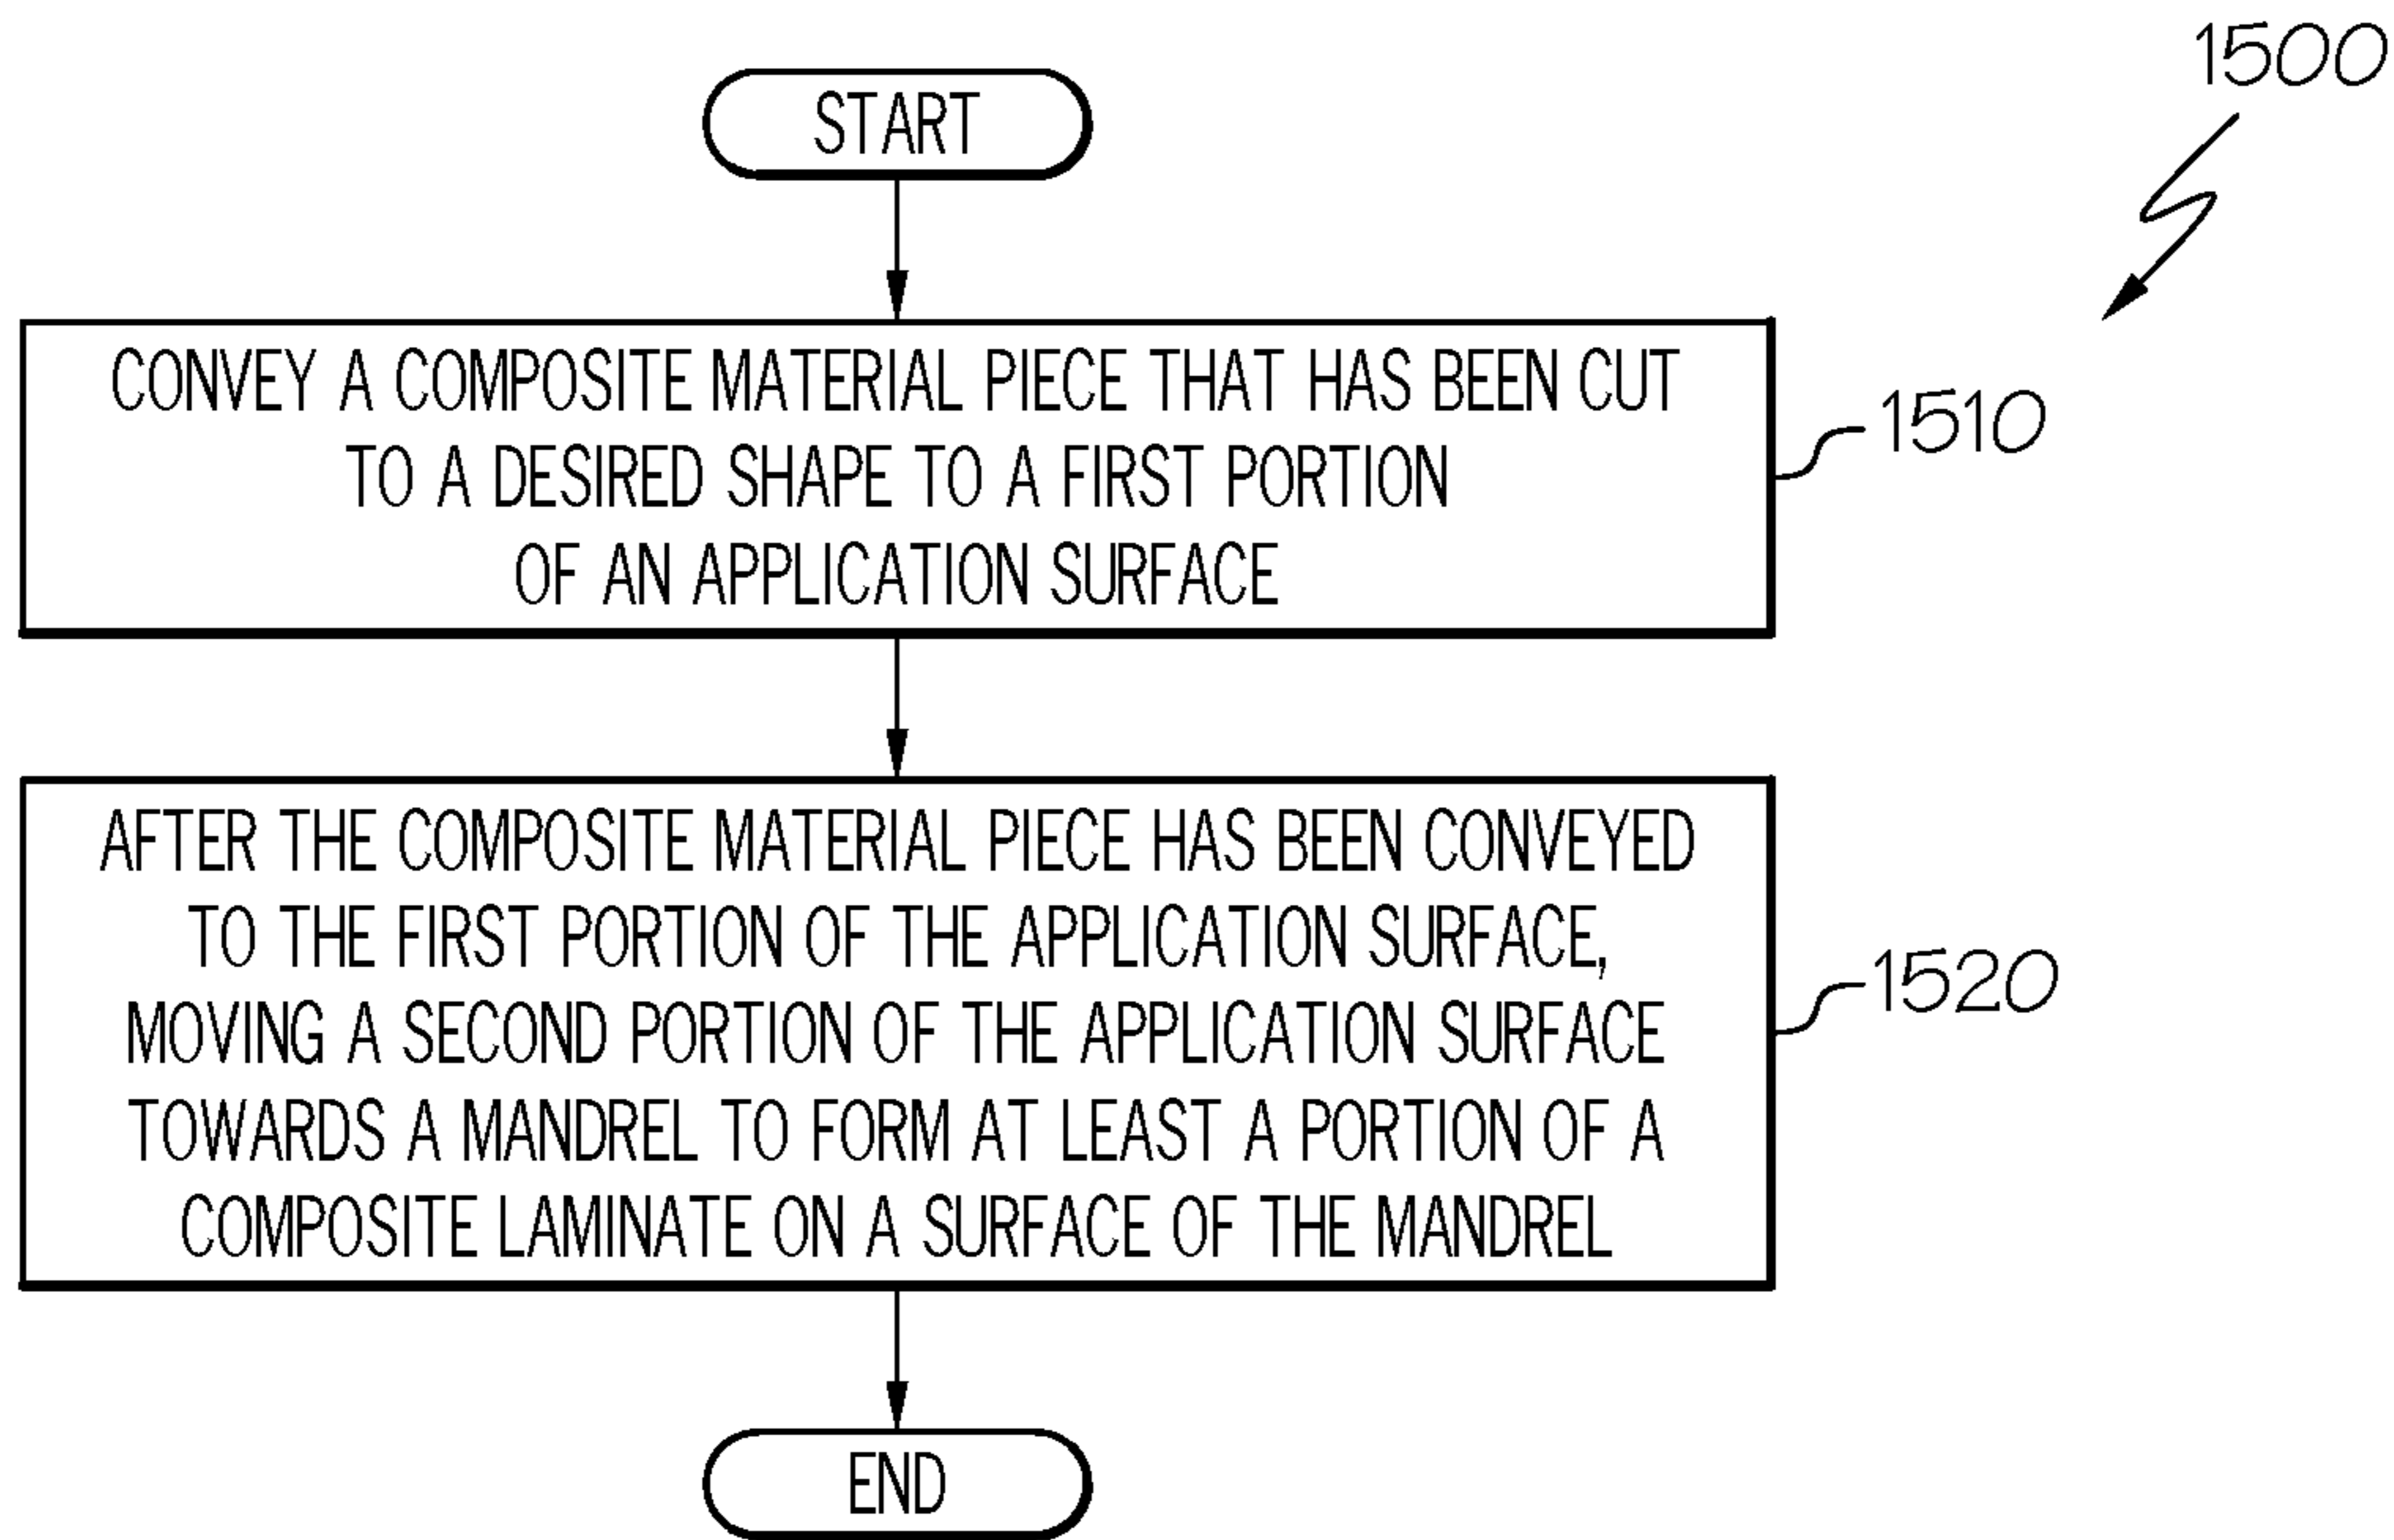 1500
START
CONVEY A COMPOSITE MATERIAL PIECE THAT HAS BEEN CUT
TO A DESIRED SHAPE TO A FIRST PORTION
OF AN APPLICATION SURFACE
1510
AFTER THE COMPOSITE MATERIAL PIECE HAS BEEN CONVEYED
TO THE FIRST PORTION OF THE APPLICATION SURFACE,
MOVING A SECOND PORTION OF THE APPLICATION SURFACE
TOWARDS A MANDREL TO FORM AT LEAST A PORTION OF A
COMPOSITE LAMINATE ON A SURFACE OF THE MANDREL
1520
END